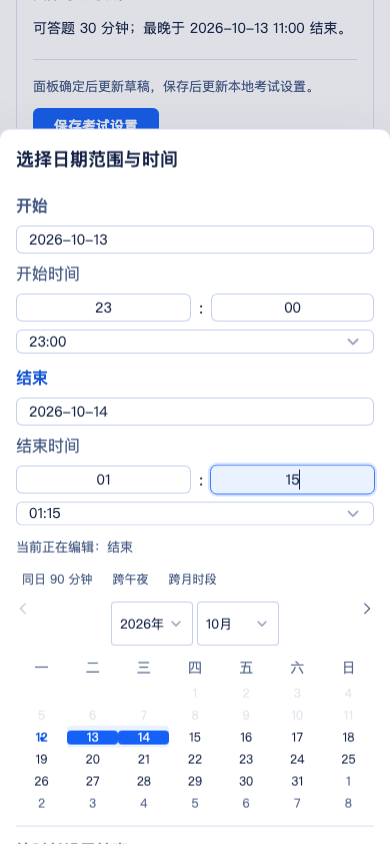 可答题 30 分钟；最晚于 2026-10-13 11:00 结束。
面板确定后更新草稿，保存后更新本地考试设置。
保存考试设置
选择日期范围与时间
开始
2026-10-13
开始时间
23 : 00
23:00
结束
2026-10-14
结束时间
01 : 15
01:15
当前正在编辑：结束
同日 90 分钟 跨午夜 跨月时段
2026年 10月
一 二 三 四 五 六 日
1 2 3 4
5 6 7 8 9 10 11
12 13 14 15 16 17 18
19 20 21 22 23 24 25
26 27 28 29 30 31 1
2 3 4 5 6 7 8